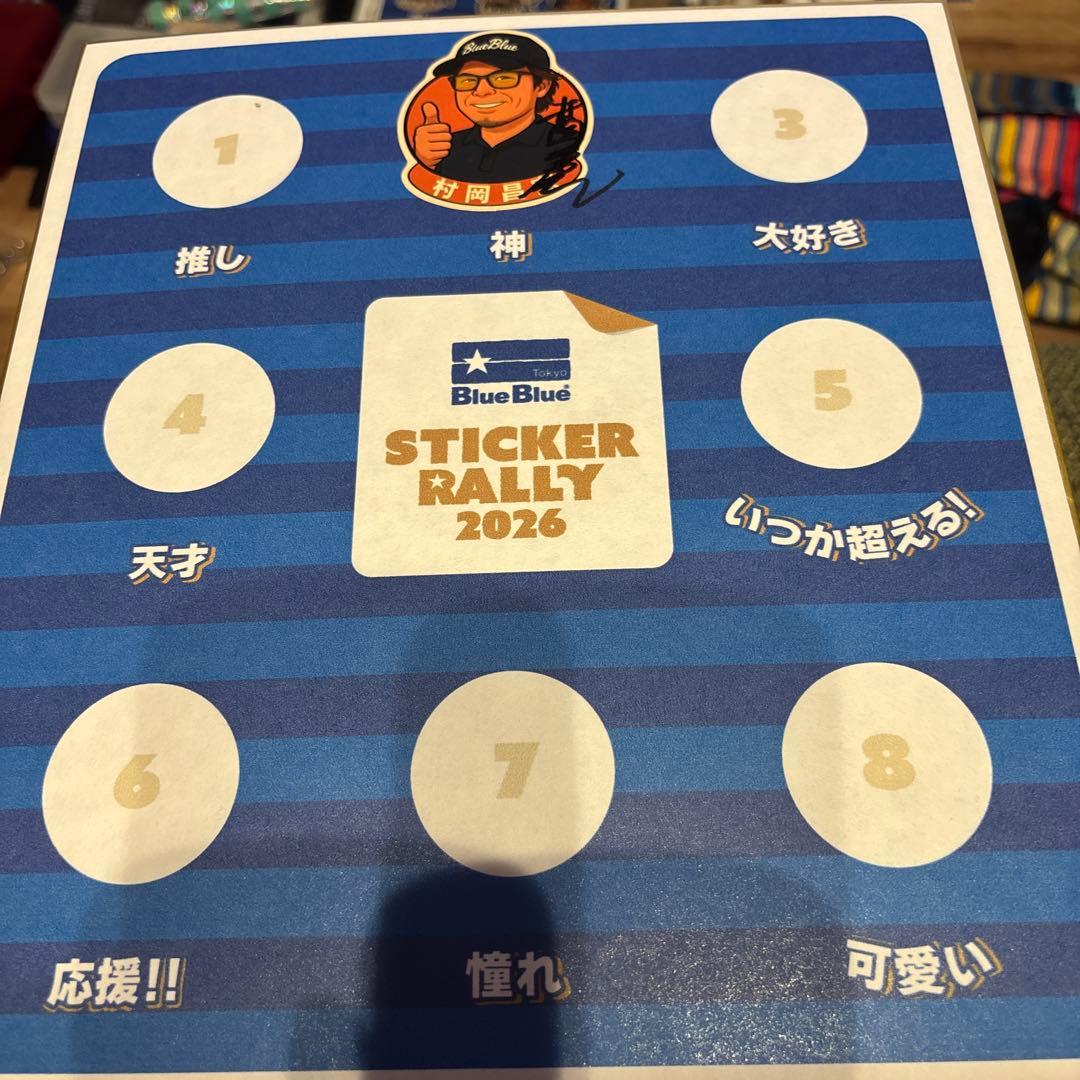 1
BlueBlue
村岡昌
3
推し
神
大好き
4
Tokyo
BlueBlue
STICKER
RALLY
2026
5
天才
いつか超える!
6
7
8
応援!!
憧れ
可愛い